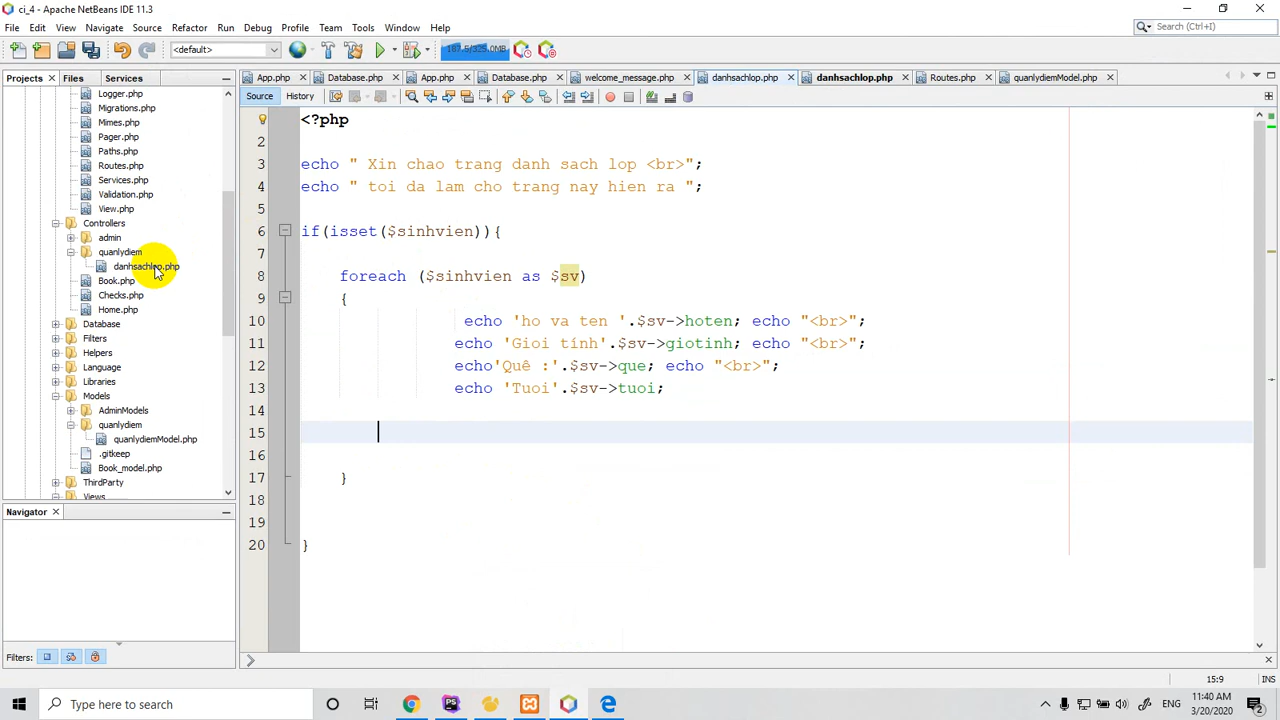 ci_4 - Apache NetBeans IDE 11.3
File Edit View Navigate Source Refactor Run Debug Profile Team Tools Window Help
Search (Ctrl+I)
<default>
187.5/325.0MB
Projects Files Services
App.php Database.php App.php Database.php welcome_message.php danhsachlop.php danhsachlop.php Routes.php quanlydiemModel.php
Source History
Logger.php
Migrations.php
Mimes.php
Pager.php
Paths.php
Routes.php
Services.php
Validation.php
View.php
Controllers
admin
quanlydiem
danhsachlop.php
Book.php
Checks.php
Home.php
Database
Filters
Helpers
Language
Libraries
Models
AdminModels
quanlydiem
quanlydiemModel.php
.gitkeep
Book_model.php
ThirdParty
Views
Navigator
Filters:
1 <?php
2
3 echo " Xin chao trang danh sach lop <br>";
4 echo " toi da lam cho trang nay hien ra ";
5
6 if(isset($sinhvien)){
7
8 foreach ($sinhvien as $sv)
9 {
10 echo 'ho va ten '.$sv->hoten; echo "<br>";
11 echo 'Gioi tính'.$sv->giotinh; echo "<br>";
12 echo'Quê :'.$sv->que; echo "<br>";
13 echo 'Tuoi'.$sv->tuoi;
14
15
16
17 }
18
19
20 }
15:9 INS
Type here to search
ENG
11:40 AM
3/20/2020
2